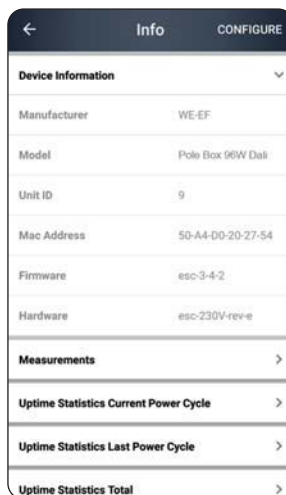 Info CONFIGURE
Device Information
Manufacturer WE-EF
Model Pole Box 96W Dali
Unit ID 9
Mac Address 50-A4-D0-20-27-54
Firmware esc-3-4-2
Hardware esc-230V-rev-e
Measurements
Uptime Statistics Current Power Cycle
Uptime Statistics Last Power Cycle
Uptime Statistics Total